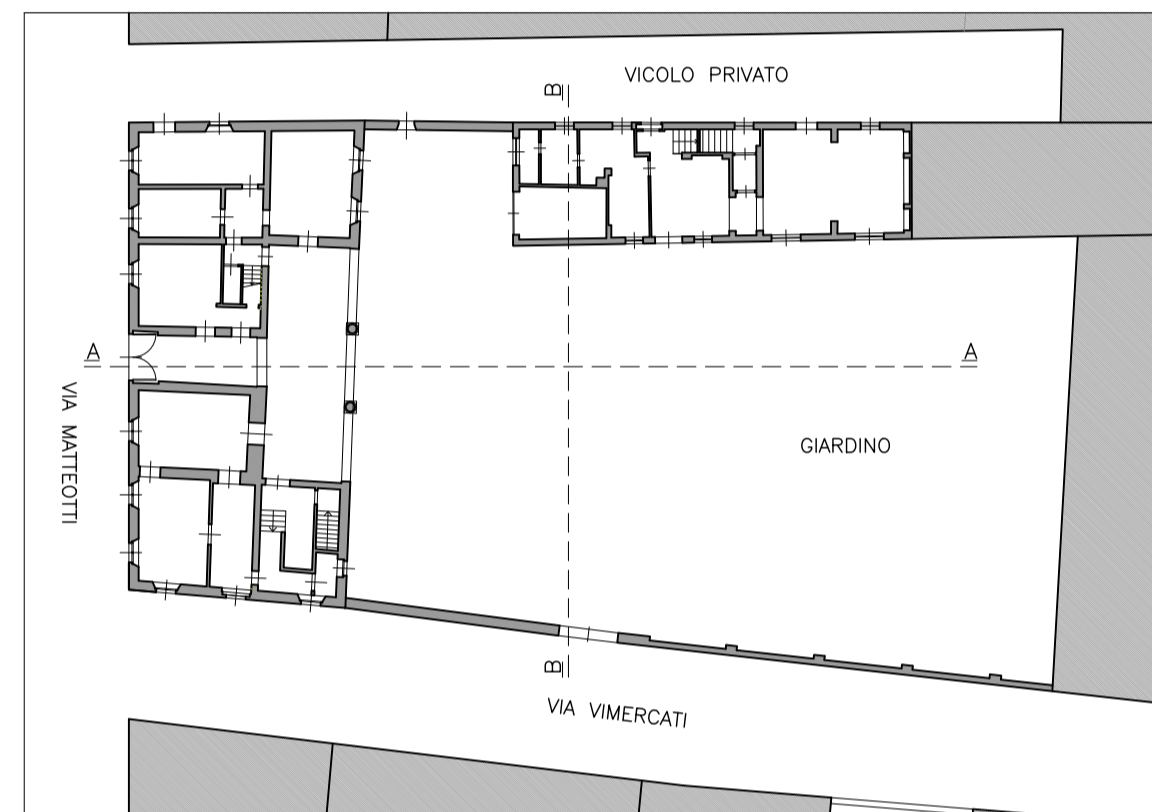 VICOLO PRIVATO
B
A
A
VIA MATTEOTTI
GIARDINO
B
VIA VIMERCATI